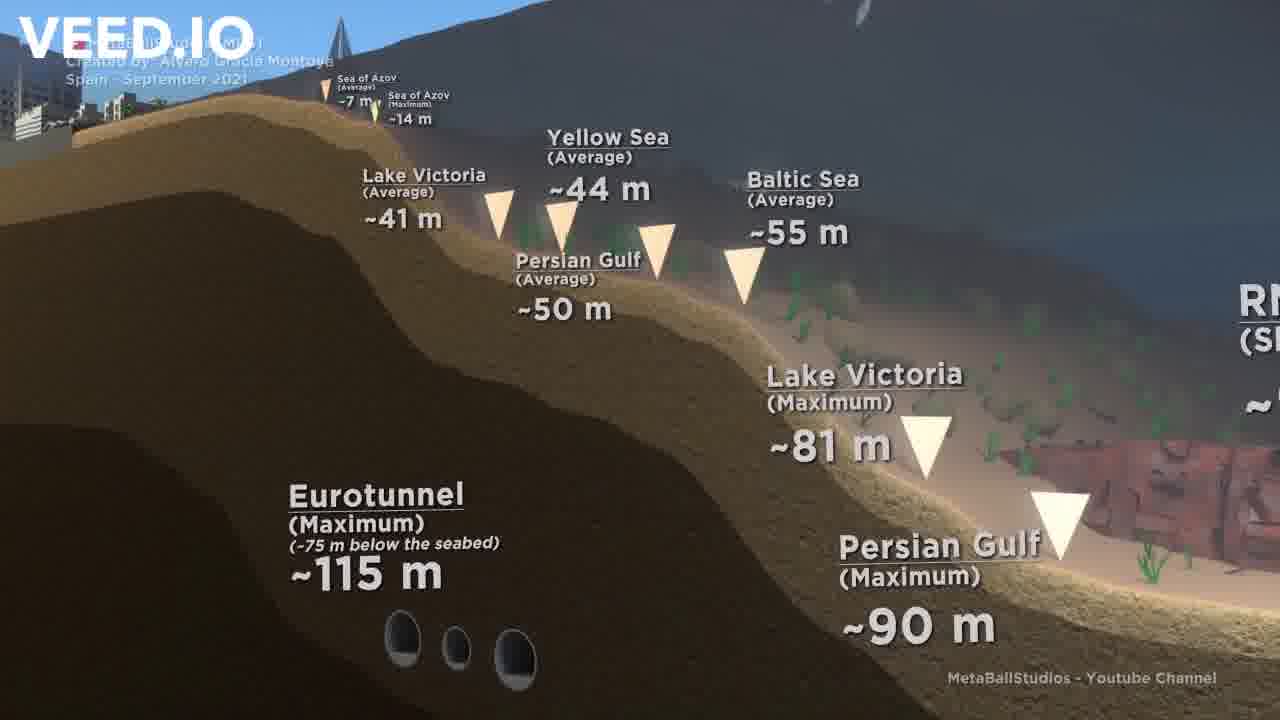 VEED.IO
Created by: Alvaro Gracia Montoya
Spain - September 2021
Sea of Azov
(Average)
~7 m
Sea of Azov
(Maximum)
~14 m
Yellow Sea
(Average)
~44 m
Lake Victoria
(Average)
~41 m
Baltic Sea
(Average)
~55 m
Persian Gulf
(Average)
~50 m
Lake Victoria
(Maximum)
~81 m
Eurotunnel
(Maximum)
(~75 m below the seabed)
~115 m
Persian Gulf
(Maximum)
~90 m
MetaBallStudios - Youtube Channel